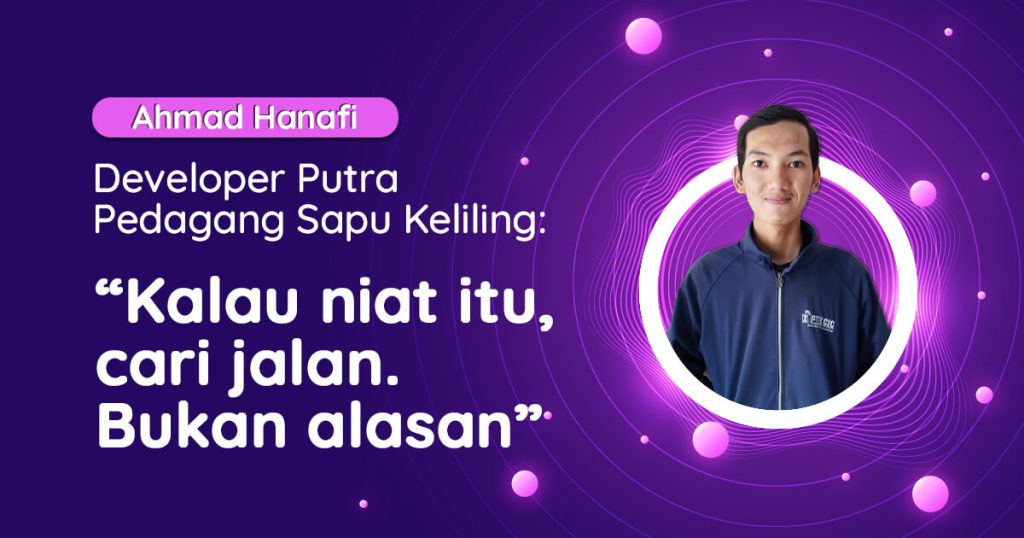 Ahmad Hanafi
Developer Putra
Pedagang Sapu Keliling:
“Kalau niat itu,
cari jalan.
Bukan alasan”